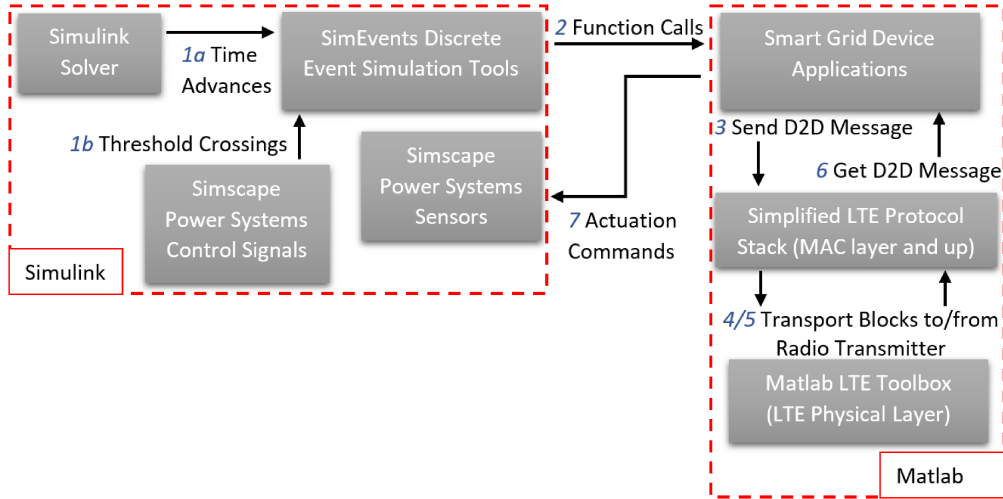 Simulink
Solver
1a Time
Advances
SimEvents Discrete
Event Simulation Tools
2 Function Calls
Smart Grid Device
Applications
1b Threshold Crossings
Simscape
Power Systems
Control Signals
Simscape
Power Systems
Sensors
3 Send D2D Message
6 Get D2D Message
7 Actuation
Commands
Simplified LTE Protocol
Stack (MAC layer and up)
Simulink
4/5 Transport Blocks to/from
Radio Transmitter
Matlab LTE Toolbox
(LTE Physical Layer)
Matlab